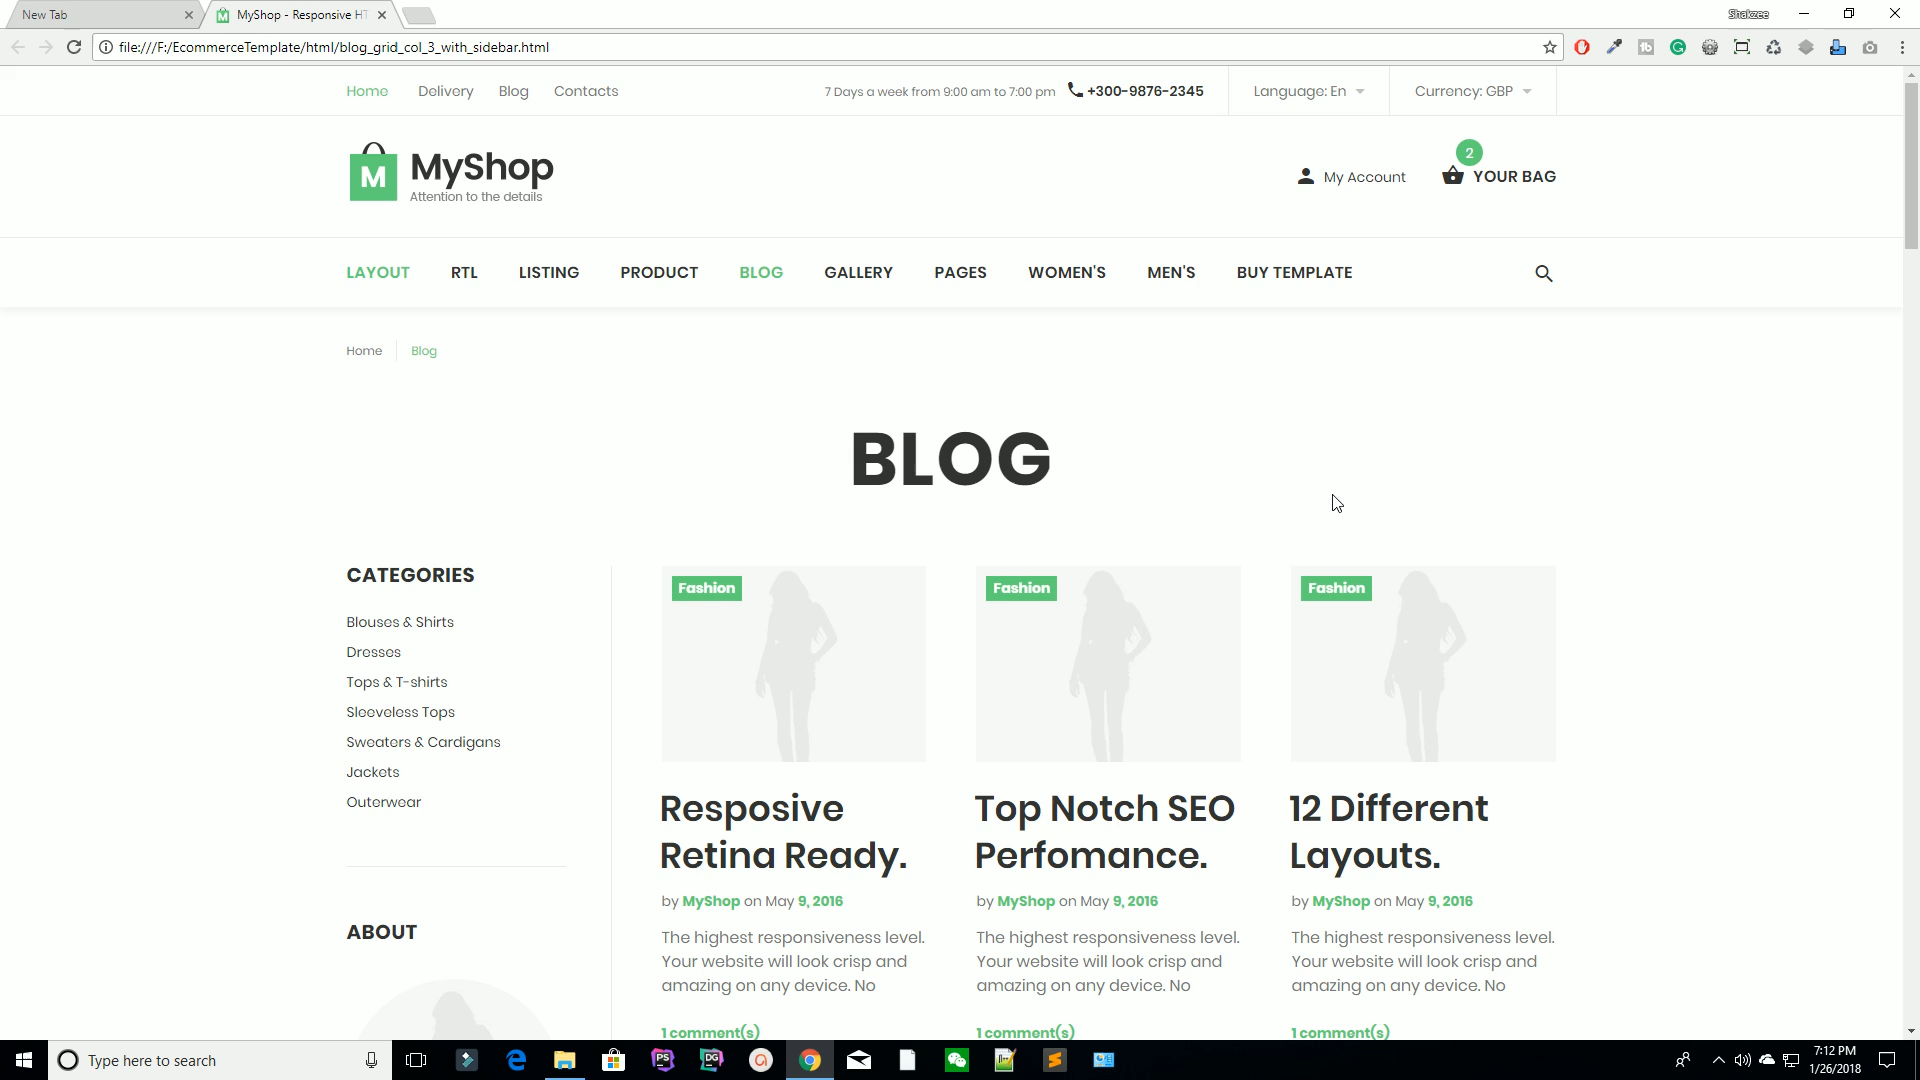 New Tab
MyShop - Responsive HT
Shakzee
file:///F:/EcommerceTemplate/html/blog_grid_col_3_with_sidebar.html
Home Delivery Blog Contacts
7 Days a week from 9:00 am to 7:00 pm +300-9876-2345
Language: En
Currency: GBP
M
MyShop
Attention to the details
My Account
2
YOUR BAG
LAYOUT RTL LISTING PRODUCT BLOG GALLERY PAGES WOMEN'S MEN'S BUY TEMPLATE
Home Blog
BLOG
CATEGORIES
Blouses & Shirts
Dresses
Tops & T-shirts
Sleeveless Tops
Sweaters & Cardigans
Jackets
Outerwear
ABOUT
Fashion
Resposive
Retina Ready.
by MyShop on May 9, 2016
The highest responsiveness level.
Your website will look crisp and
amazing on any device. No
1 comment(s)
Fashion
Top Notch SEO
Perfomance.
by MyShop on May 9, 2016
The highest responsiveness level.
Your website will look crisp and
amazing on any device. No
1 comment(s)
Fashion
12 Different
Layouts.
by MyShop on May 9, 2016
The highest responsiveness level.
Your website will look crisp and
amazing on any device. No
1 comment(s)
Type here to search
PS
DG
7:12 PM
1/26/2018